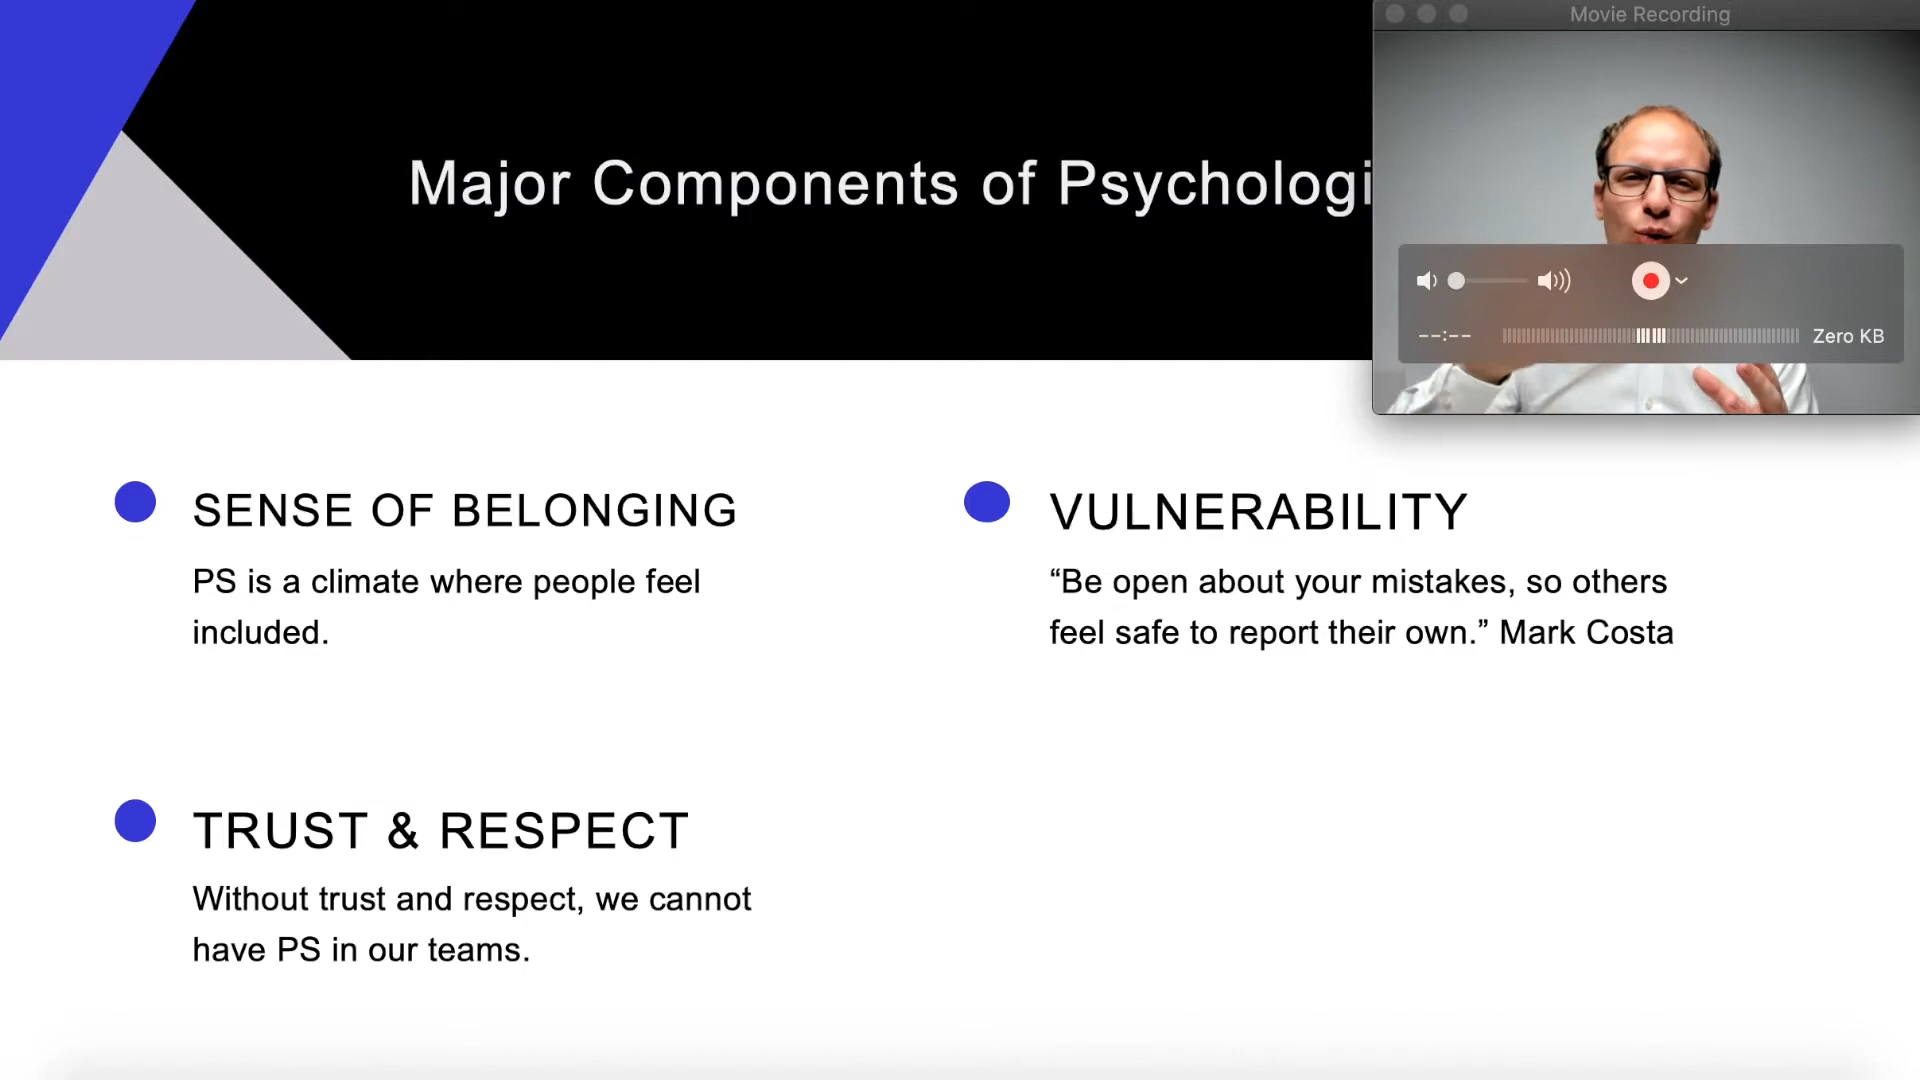 Movie Recording
Major Components of Psychologi
--:--
Zero KB
SENSE OF BELONGING
PS is a climate where people feel
included.
VULNERABILITY
“Be open about your mistakes, so others
feel safe to report their own.” Mark Costa
TRUST & RESPECT
Without trust and respect, we cannot
have PS in our teams.